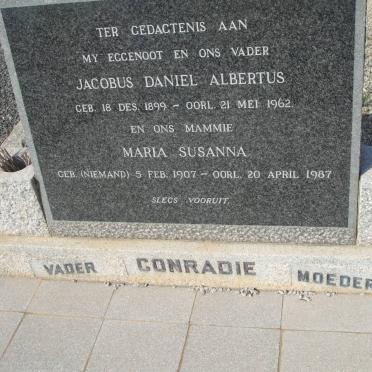 TER GEDACTENIS AAN
MY EGGENOOT EN ONS VADER
JACOBUS DANIEL ALBERTUS
GEB. 18 DES. 1899 ~ OORL. 21 MEI 1962.
EN ONS MAMMIE
MARIA SUSANNA
GEB. (NIEMAND) 5 FEB. 1907 ~ OORL. 20 APRIL 1987
SLEGS VOORUIT.
VADER CONRADIE MOEDER